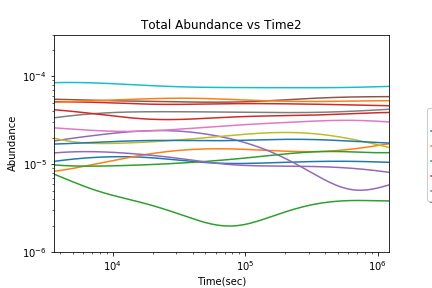 Total Abundance vs Time2
10⁻⁴
10⁻⁵
10⁻⁶
Abundance
10⁴ 10⁵ 10⁶
Time(sec)